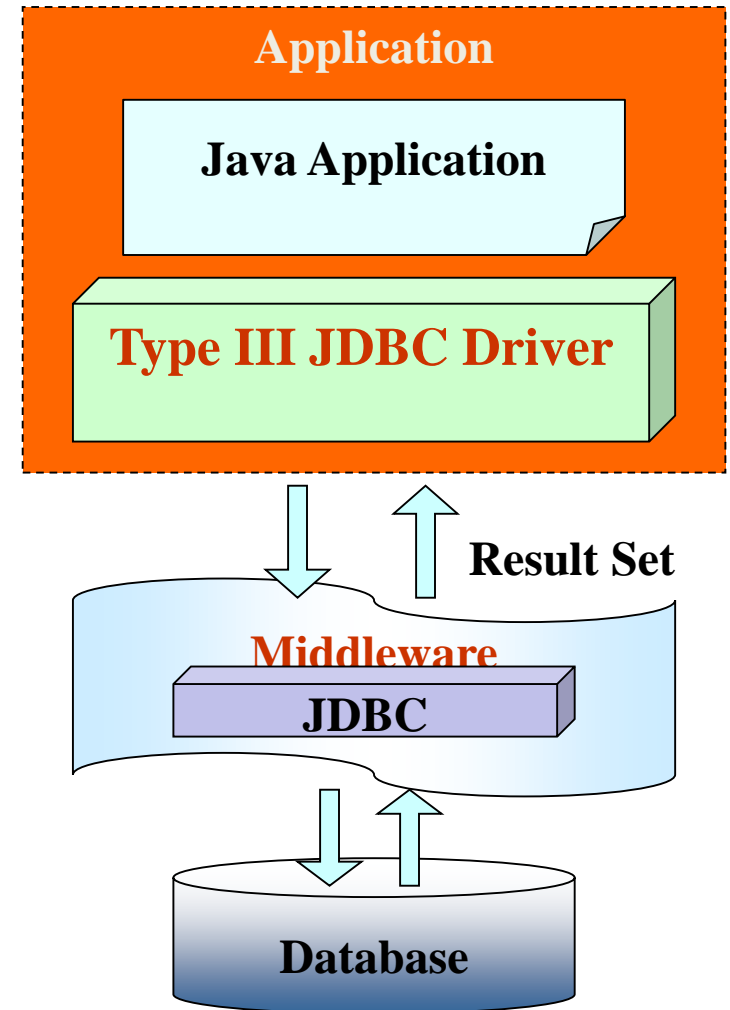 Application
Java Application
Type III JDBC Driver
Result Set
Middleware
JDBC
Database